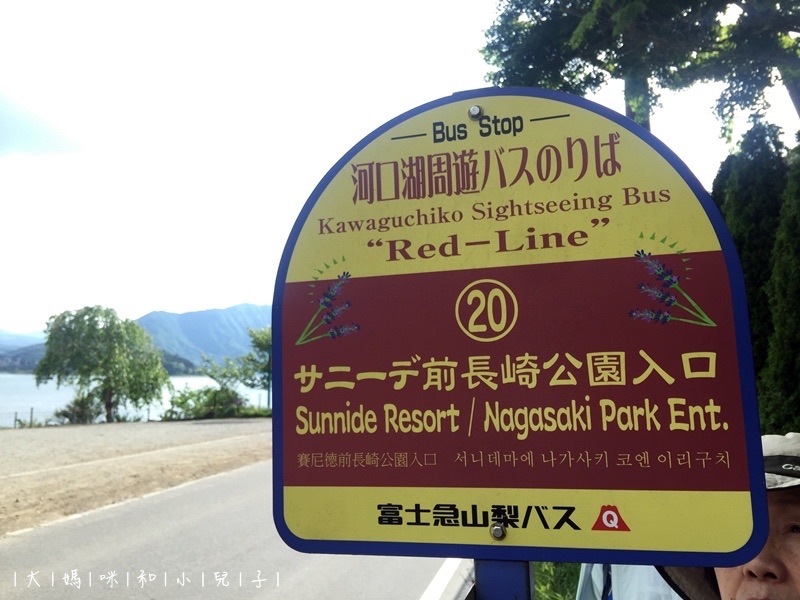 Bus Stop
河口湖周遊バスのりば
Kawaguchiko Sightseeing Bus
“Red-Line”
20
サニーデ前長崎公園入口
Sunnide Resort / Nagasaki Park Ent.
賽尼德前長崎公園入口 서니데마에 나가사키 코엔 이리구치
富士急山梨バス Q
|大|媽|咪|和|小|兒|子|